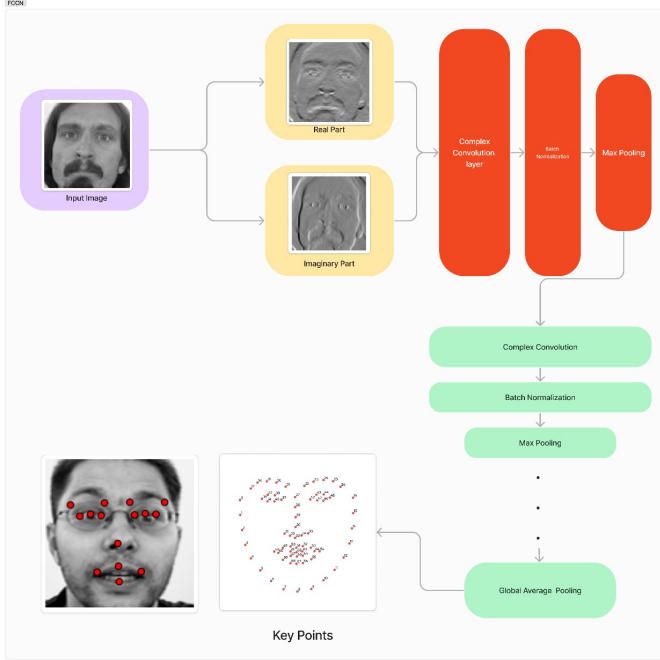 FCCN
Input Image
Real Part
Imaginary Part
Complex
Convolution
layer
Batch
Normalization
Max Pooling
Complex Convolution
Batch Normalization
Max Pooling
Global Average Pooling
Key Points